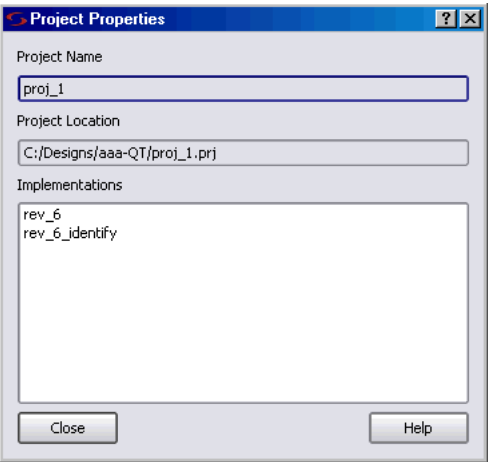 Project Properties
Project Name
proj_1
Project Location
C:/Designs/aaa-QT/proj_1.prj
Implementations
rev_6
rev_6_identify
Close
Help